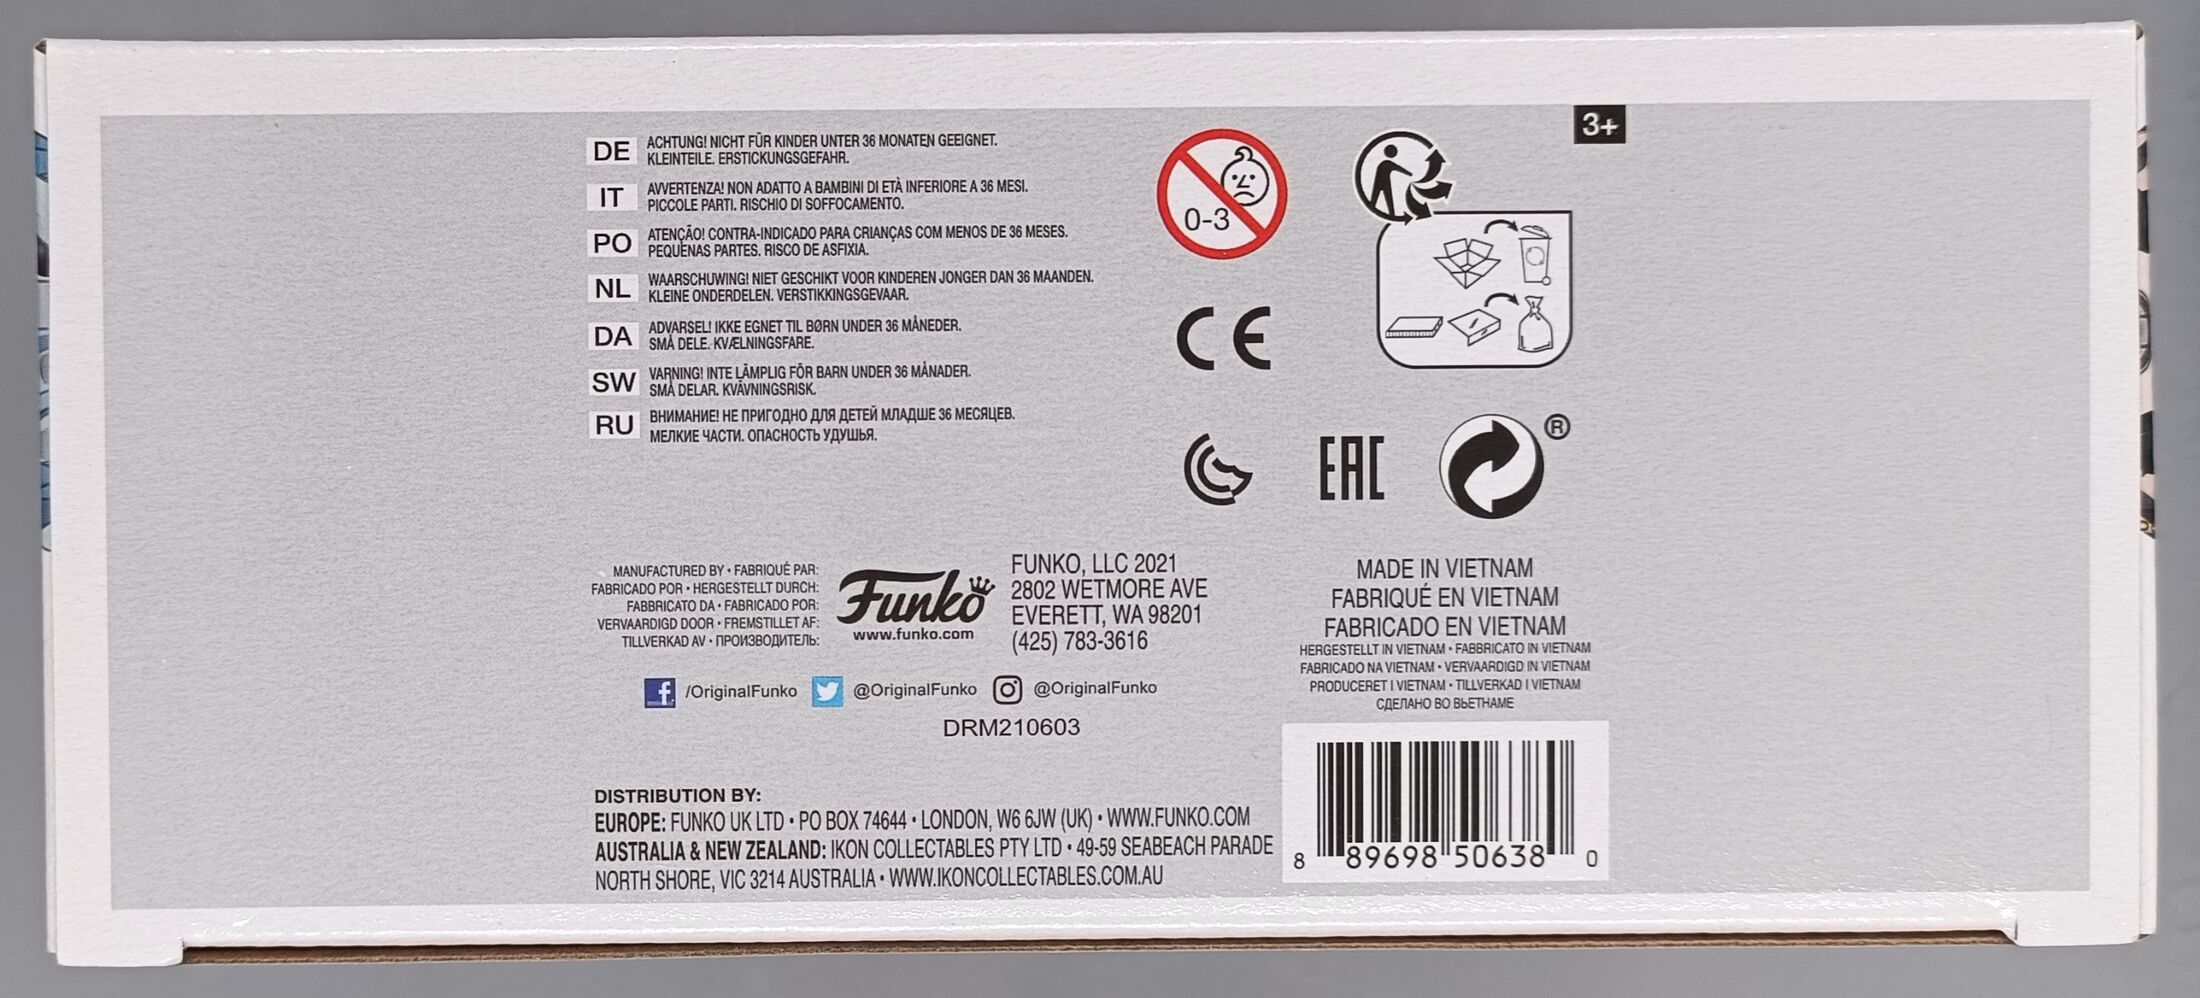 3+
DE ACHTUNG! NICHT FÜR KINDER UNTER 36 MONATEN GEEIGNET.
KLEINTEILE. ERSTICKUNGSGEFAHR.
IT AVVERTENZA! NON ADATTO A BAMBINI DI ETÀ INFERIORE A 36 MESI.
PICCOLE PARTI. RISCHIO DI SOFFOCAMENTO.
PO ATENÇÃO! CONTRA-INDICADO PARA CRIANÇAS COM MENOS DE 36 MESES.
PEQUENAS PARTES. RISCO DE ASFIXIA.
NL WAARSCHUWING! NIET GESCHIKT VOOR KINDEREN JONGER DAN 36 MAANDEN.
KLEINE ONDERDELEN. VERSTIKKINGSGEVAAR.
DA ADVARSEL! IKKE EGNET TIL BØRN UNDER 36 MÅNEDER.
SMÅ DELE. KVÆLNINGSFARE.
SW VARNING! INTE LÄMPLIG FÖR BARN UNDER 36 MÅNADER.
SMÅ DELAR. KVÄVNINGSRISK.
RU ВНИМАНИЕ! НЕ ПРИГОДНО ДЛЯ ДЕТЕЙ МЛАДШЕ 36 МЕСЯЦЕВ.
МЕЛКИЕ ЧАСТИ. ОПАСНОСТЬ УДУШЬЯ.
0-3
CE
EAC
®
MANUFACTURED BY • FABRIQUÉ PAR:
FABRICADO POR • HERGESTELLT DURCH:
FABBRICATO DA • FABRICADO POR:
VERVAARDIGD DOOR • FREMSTILLET AF:
TILLVERKAD AV • ПРОИЗВОДИТЕЛЬ:
Funko
www.funko.com
FUNKO, LLC 2021
2802 WETMORE AVE
EVERETT, WA 98201
(425) 783-3616
/OriginalFunko @OriginalFunko @OriginalFunko
DRM210603
MADE IN VIETNAM
FABRIQUÉ EN VIETNAM
FABRICADO EN VIETNAM
HERGESTELLT IN VIETNAM • FABBRICATO IN VIETNAM
FABRICADO NA VIETNAM • VERVAARDIGD IN VIETNAM
PRODUCERET I VIETNAM • TILLVERKAD I VIETNAM
СДЕЛАНО ВО ВЬЕТНАМЕ
DISTRIBUTION BY:
EUROPE: FUNKO UK LTD • PO BOX 74644 • LONDON, W6 6JW (UK) • WWW.FUNKO.COM
AUSTRALIA & NEW ZEALAND: IKON COLLECTABLES PTY LTD • 49-59 SEABEACH PARADE
NORTH SHORE, VIC 3214 AUSTRALIA • WWW.IKONCOLLECTABLES.COM.AU
8 89698 50638 0